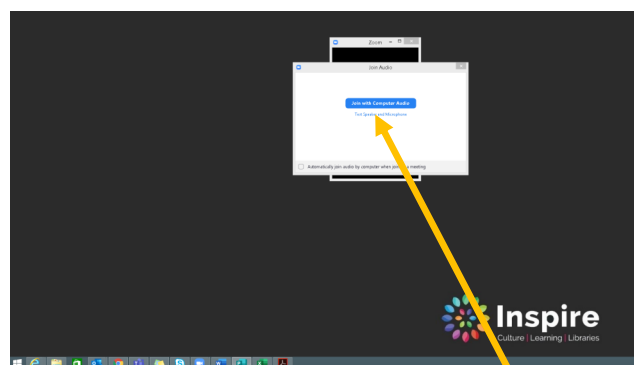 Zoom
Join Audio
Join with Computer Audio
Test Speaker and Microphone
Automatically join audio by computer when joining a meeting
Inspire
Culture | Learning | Libraries